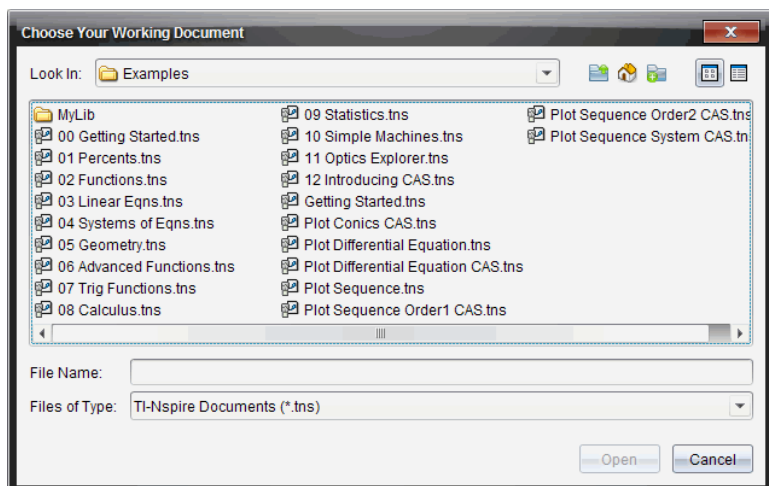 Choose Your Working Document
Look In:
Examples
MyLib
00 Getting Started.tns
01 Percents.tns
02 Functions.tns
03 Linear Eqns.tns
04 Systems of Eqns.tns
05 Geometry.tns
06 Advanced Functions.tns
07 Trig Functions.tns
08 Calculus.tns
09 Statistics.tns
10 Simple Machines.tns
11 Optics Explorer.tns
12 Introducing CAS.tns
Getting Started.tns
Plot Conics CAS.tns
Plot Differential Equation.tns
Plot Differential Equation CAS.tns
Plot Sequence.tns
Plot Sequence Order1 CAS.tns
Plot Sequence Order2 CAS.tns
Plot Sequence System CAS.tn
File Name:
Files of Type:
TI-Nspire Documents (*.tns)
Open
Cancel